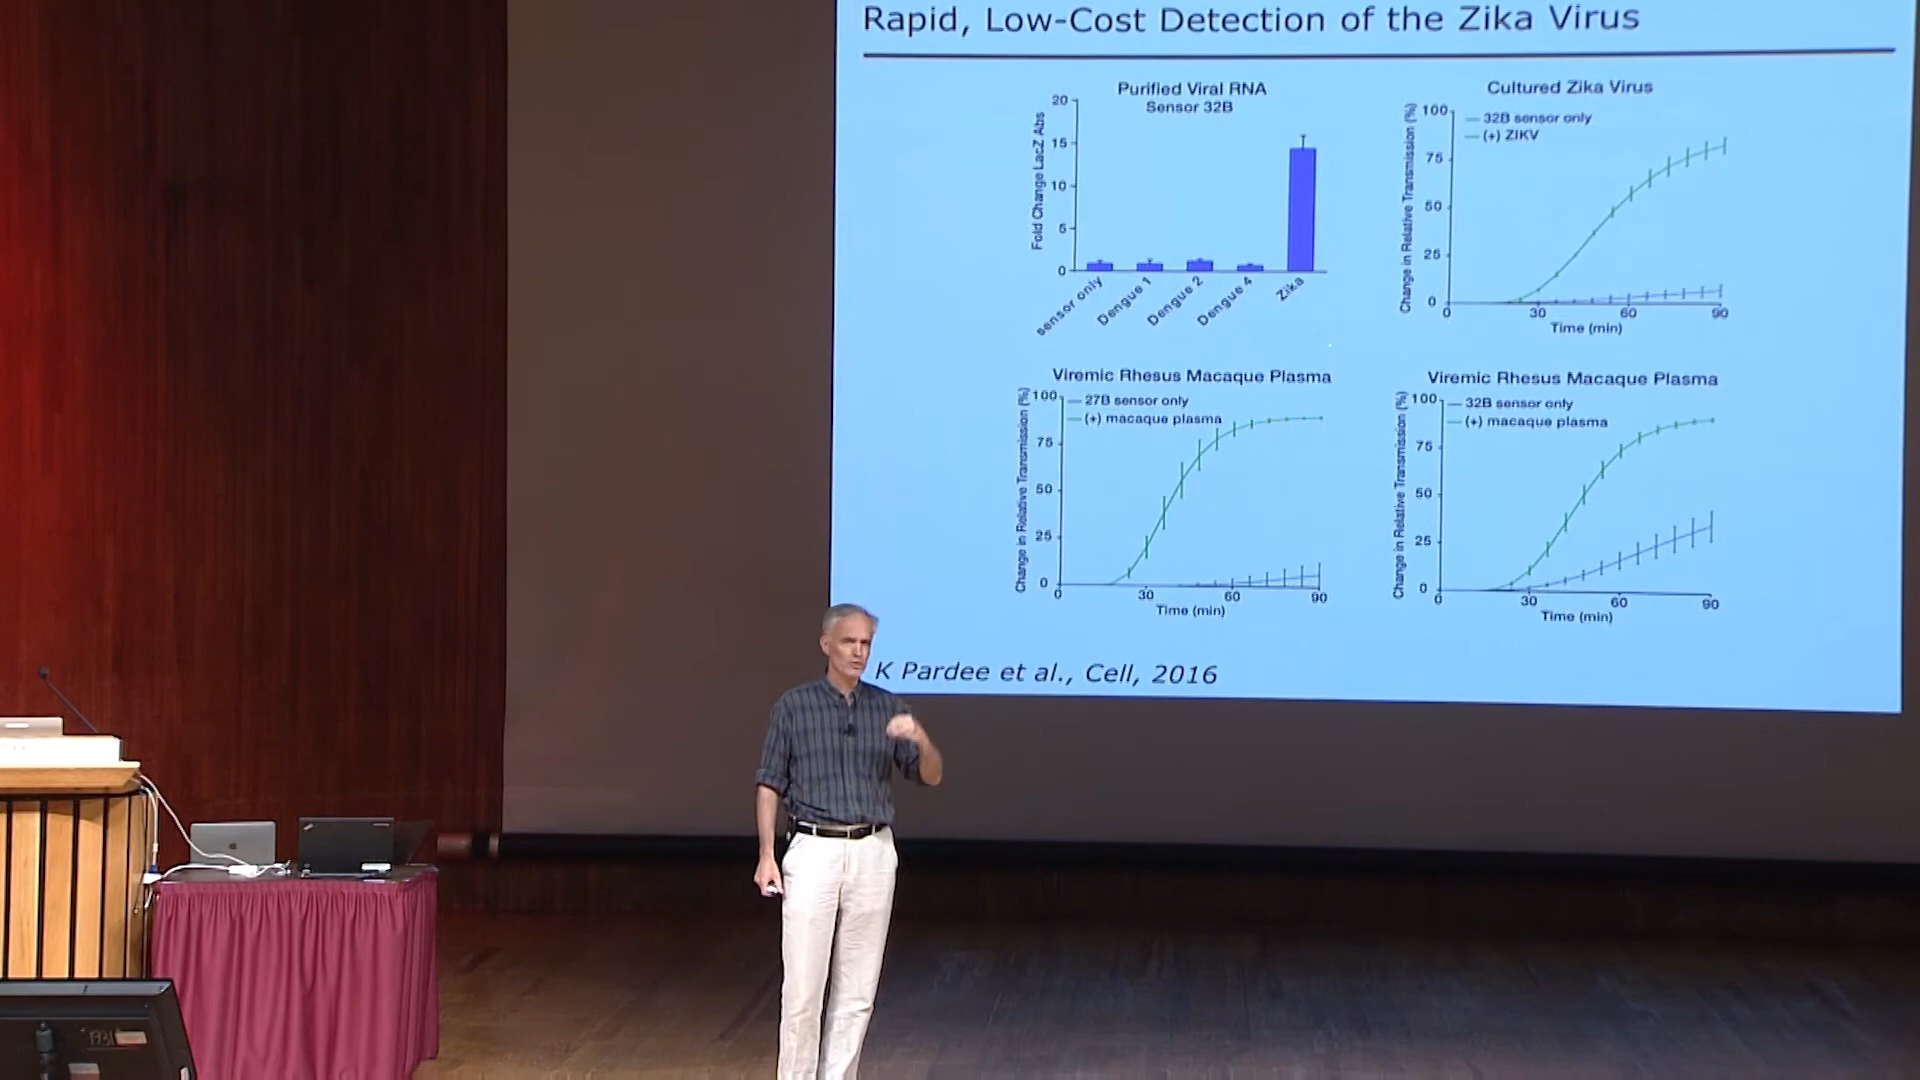 Rapid, Low-Cost Detection of the Zika Virus
Purified Viral RNA
Sensor 32B
Fold Change LacZ Abs
20
15
10
5
0
sensor only
Dengue 1
Dengue 2
Dengue 4
Zika
Cultured Zika Virus
Change in Relative Transmission (%)
100
75
50
25
0
32B sensor only
(+) ZIKV
0 30 60 90
Time (min)
Viremic Rhesus Macaque Plasma
Change in Relative Transmission (%)
100
75
50
25
0
27B sensor only
(+) macaque plasma
0 30 60 90
Time (min)
Viremic Rhesus Macaque Plasma
Change in Relative Transmission (%)
100
75
50
25
0
32B sensor only
(+) macaque plasma
0 30 60 90
Time (min)
K Pardee et al., Cell, 2016